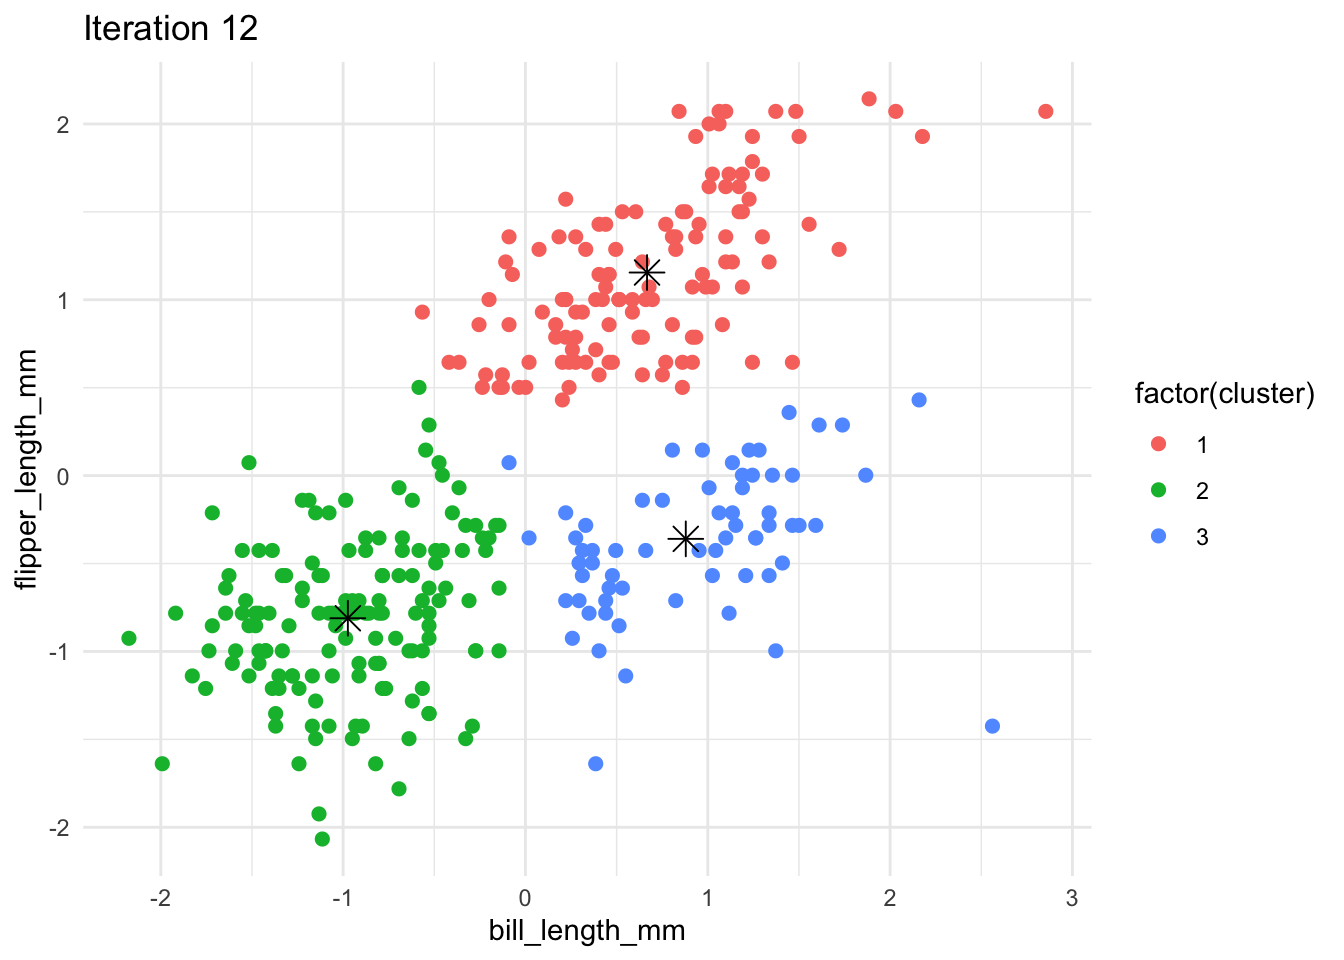 Iteration 12
flipper_length_mm
2
1
0
-1
-2
-2 -1 0 1 2 3
bill_length_mm
factor(cluster)
1
2
3